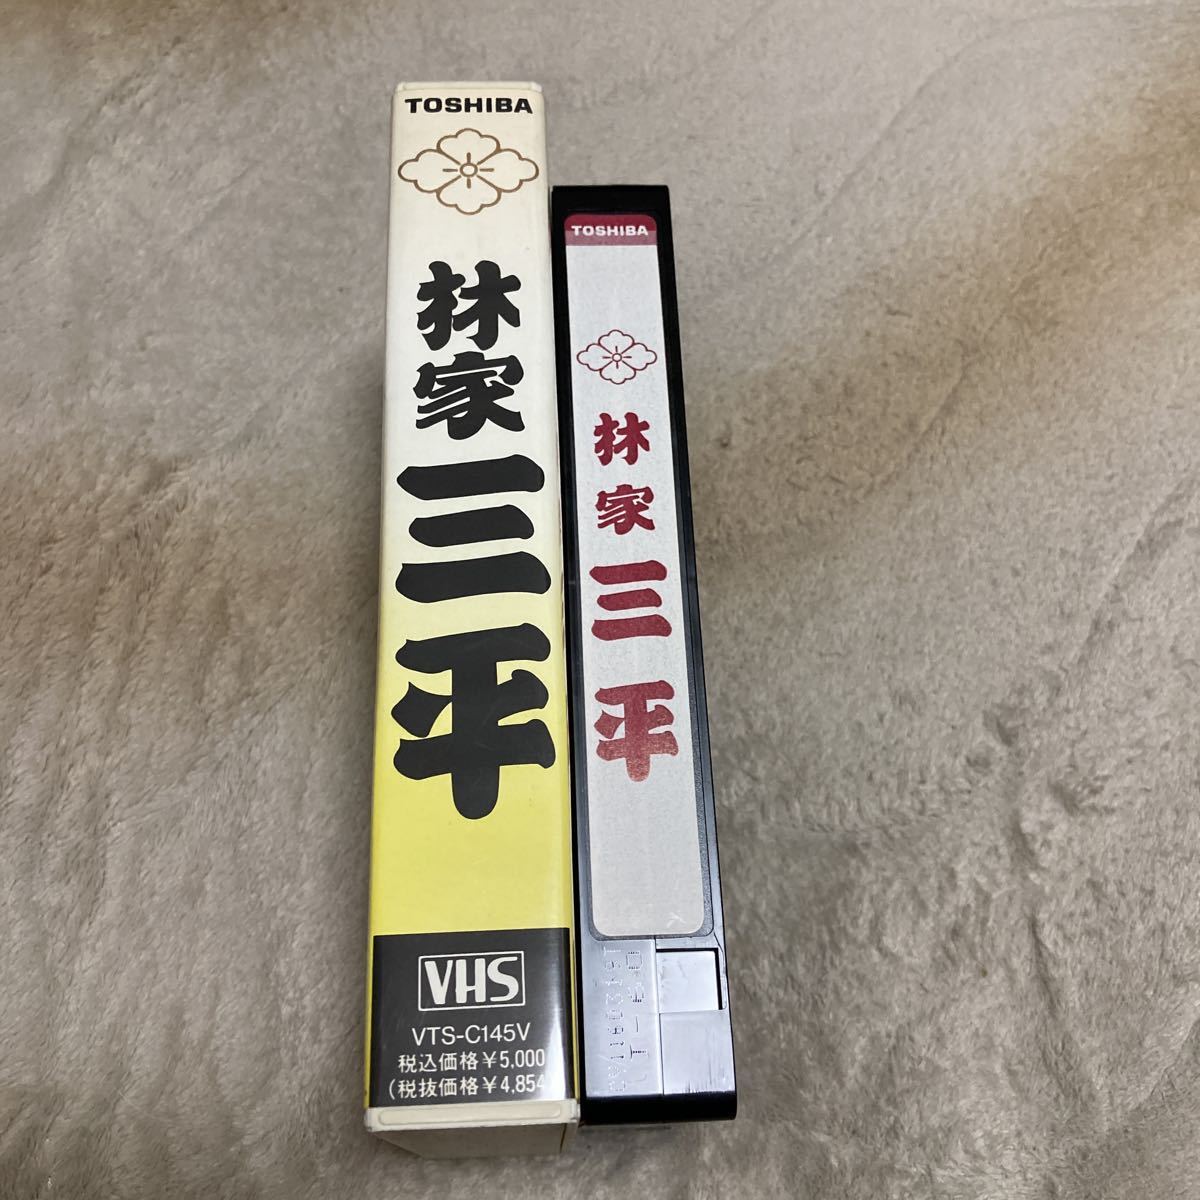 TOSHIBA
林家三平
VHS
VTS-C145V
税込価格￥5,000
(税抜価格￥4,854
TOSHIBA
林家三平